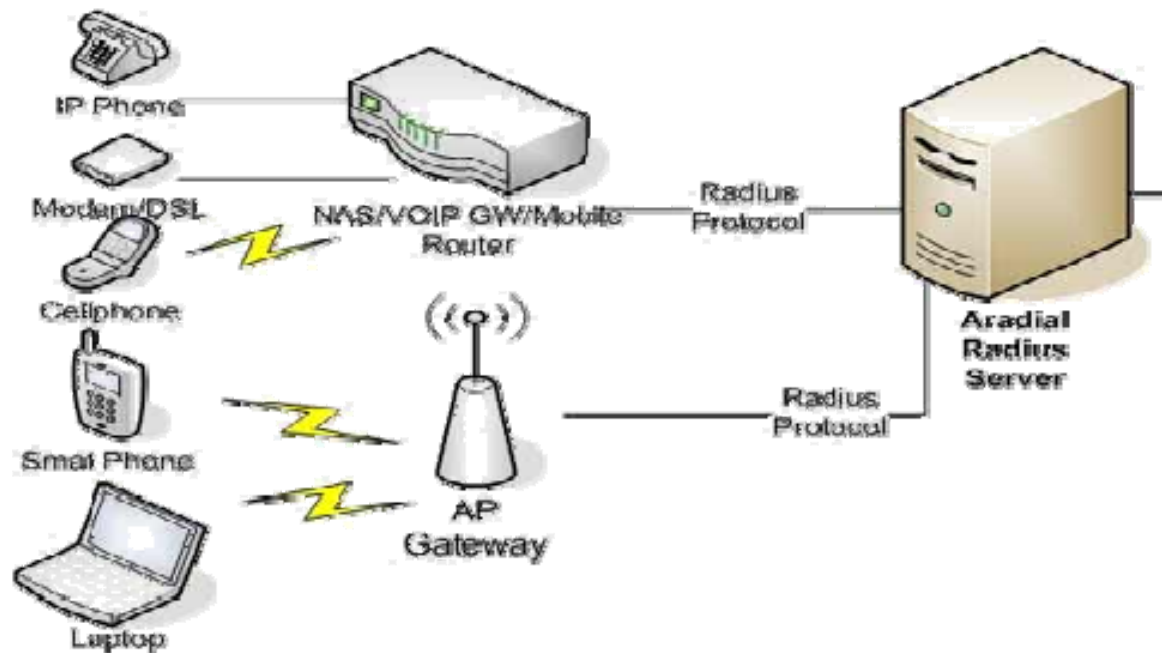 IP Phone
Modem/DSL
NAS/VOIP GW/Mobile
Router
Radius
Protocol
Cellphone
Aradial
Radius
Server
Smat Phone
Radius
Protocol
AP
Gateway
Laptop